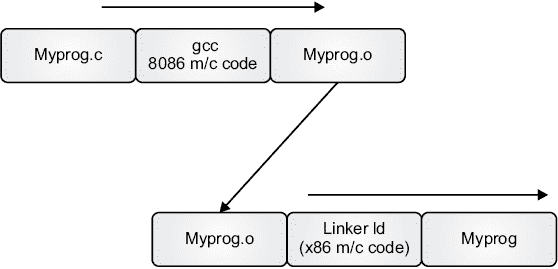 Myprog.c
gcc
8086 m/c code
Myprog.o
Myprog.o
Linker ld
(x86 m/c code)
Myprog